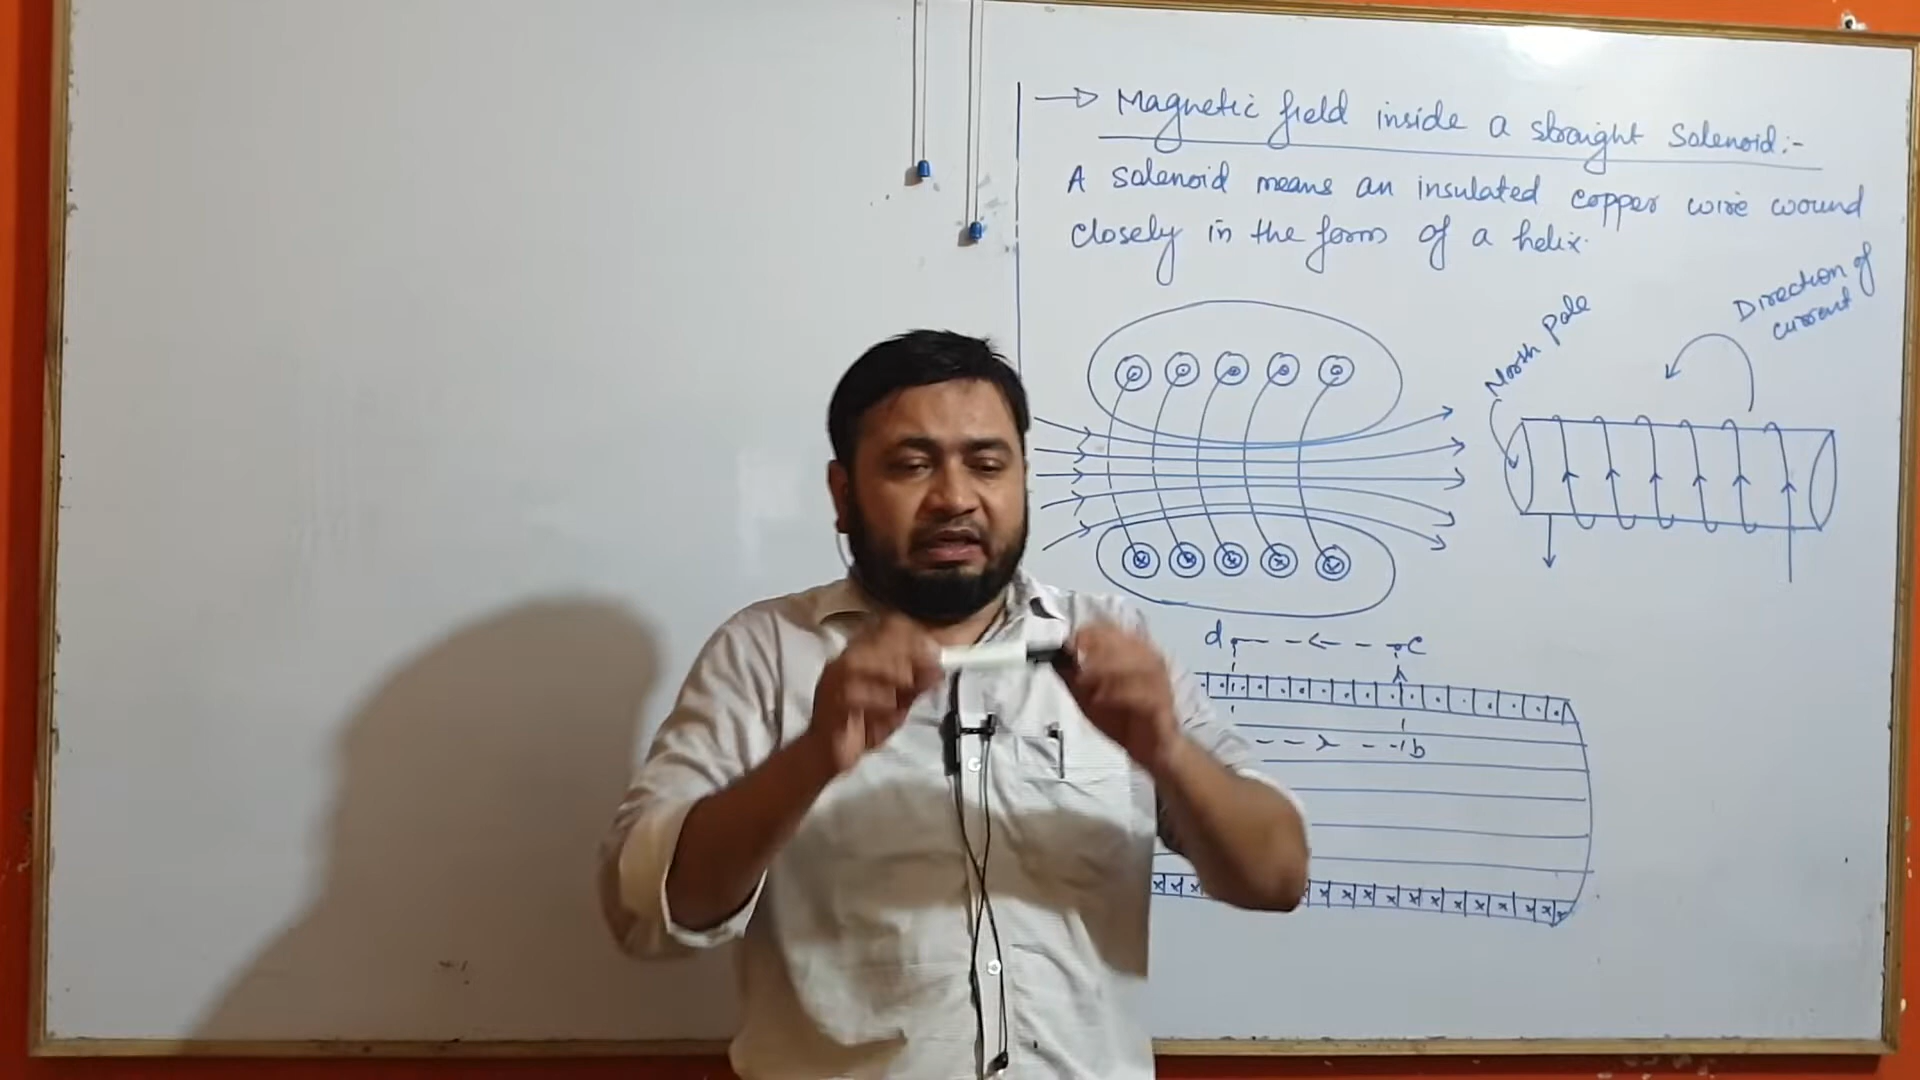 → Magnetic field inside a straight Solenoid:-
A solenoid means an insulated copper wire wound
closely in the form of a helix.
North pole
Direction of
current
d c
b